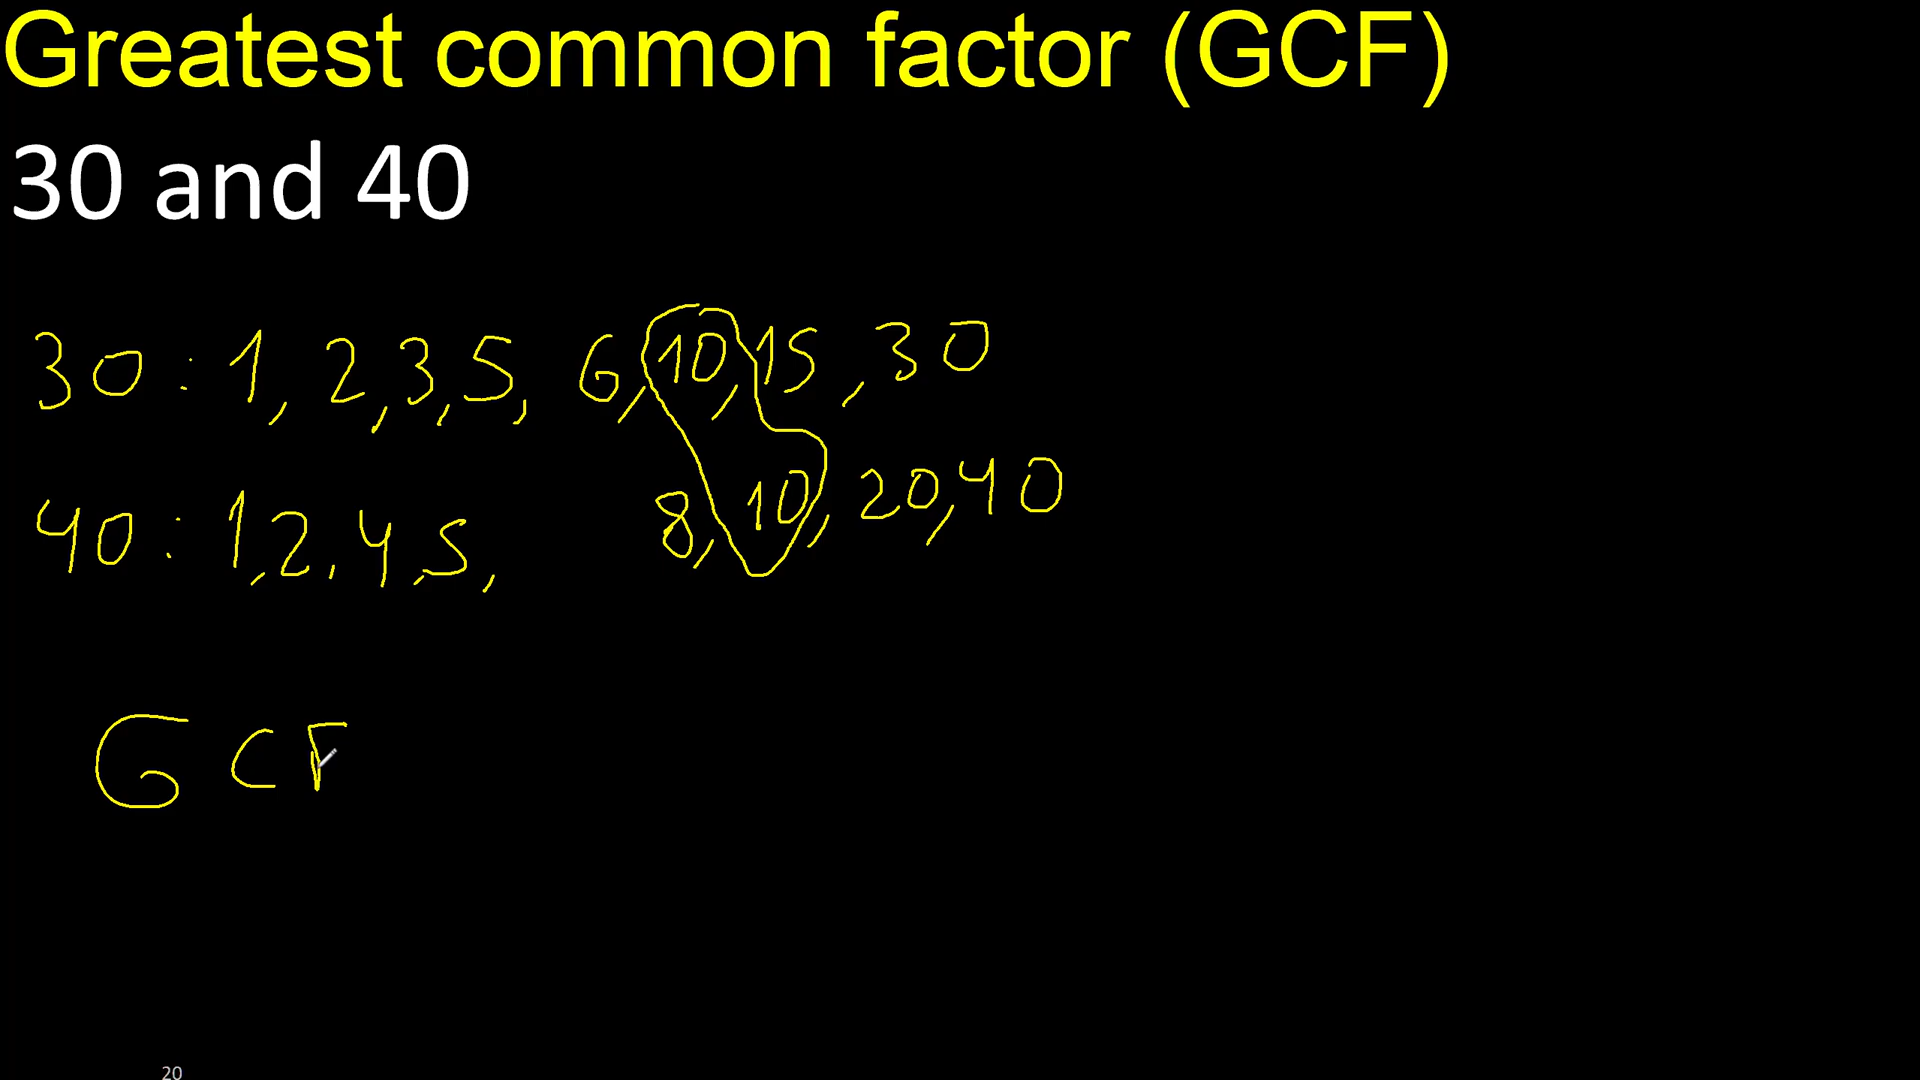 Greatest common factor (GCF)
30 and 40
30 : 1, 2, 3, 5, 6, 10, 15, 30
40 : 1, 2, 4, 5, 8, 10, 20, 40
GCF
20